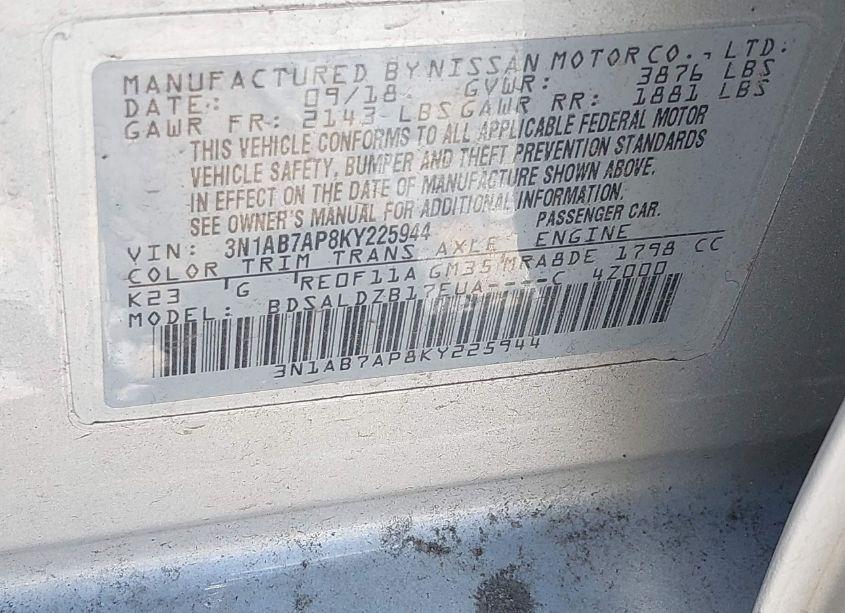 MANUFACTURED BY NISSAN MOTOR CO., LTD.
DATE: 09/18 GVWR: 3876 LBS
GAWR FR: 2143 LBS GAWR RR: 1881 LBS
THIS VEHICLE CONFORMS TO ALL APPLICABLE FEDERAL MOTOR
VEHICLE SAFETY, BUMPER AND THEFT PREVENTION STANDARDS
IN EFFECT ON THE DATE OF MANUFACTURE SHOWN ABOVE.
SEE OWNER'S MANUAL FOR ADDITIONAL INFORMATION.
VIN: 3N1AB7AP8KY225944 PASSENGER CAR.
COLOR TRIM TRANS AXLE ENGINE
K23 G RE0F11A GM35 MRA8DE 1798 CC
MODEL: BDSALDZB17EUA----C 4Z000
3N1AB7AP8KY225944